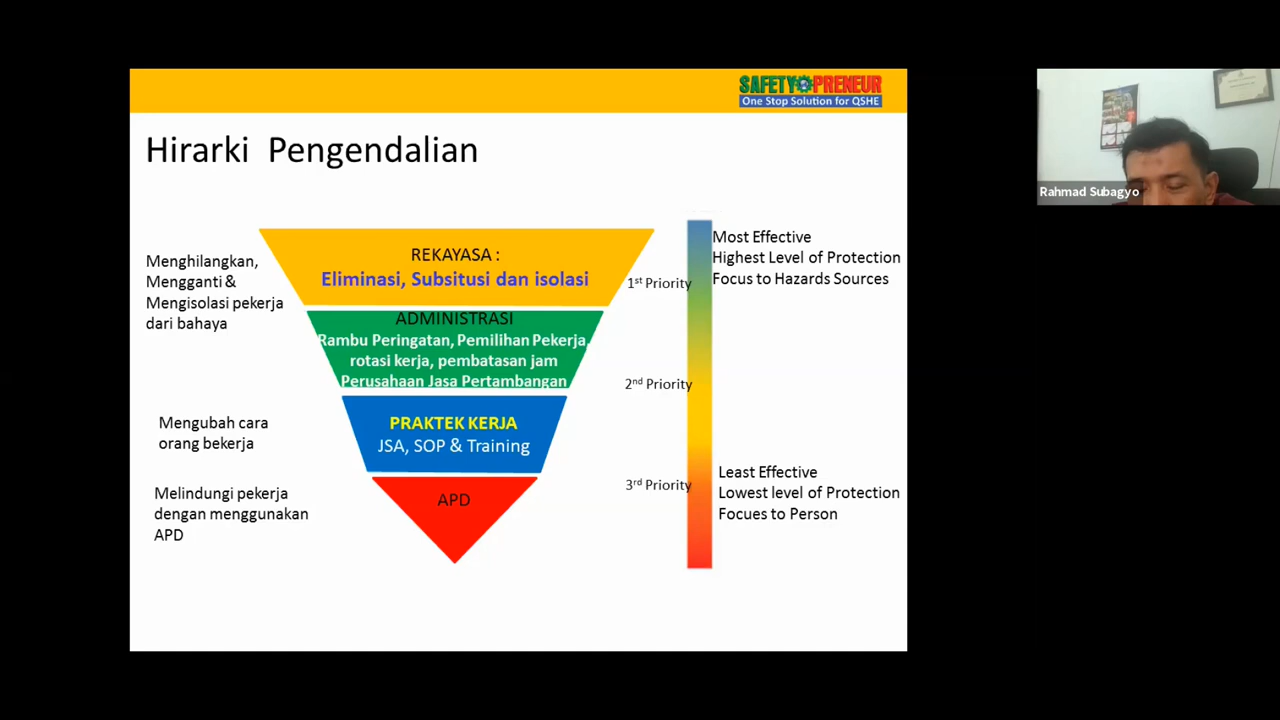 SAFETY PRENEUR
One Stop Solution for QSHE
Hirarki Pengendalian
Menghilangkan,
Mengganti &
Mengisolasi pekerja
dari bahaya
REKAYASA :
Eliminasi, Subsitusi dan isolasi
ADMINISTRASI
Rambu Peringatan, Pemilihan Pekerja,
rotasi kerja, pembatasan jam
Perusahaan Jasa Pertambangan
Mengubah cara
orang bekerja
PRAKTEK KERJA
JSA, SOP & Training
Melindungi pekerja
dengan menggunakan
APD
APD
1st Priority
2nd Priority
3rd Priority
Most Effective
Highest Level of Protection
Focus to Hazards Sources
Least Effective
Lowest level of Protection
Focues to Person
Rahmad Subagyo